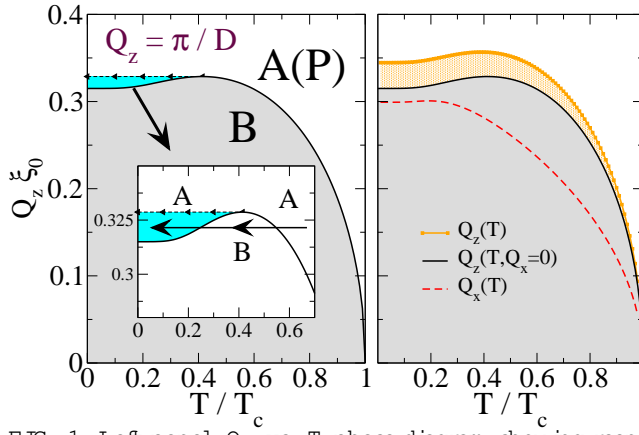 0.4
0.3
0.2
0.1
0
Q_z ξ_0
Q_z = π / D
A(P)
B
A
A
B
0.325
0.3
0 0.2 0.4 0.6
0 0.2 0.4 0.6 0.8 1
T / T_c
Q_z(T)
Q_z(T,Q_x=0)
Q_x(T)
0.2 0.4 0.6 0.8
T / T_c